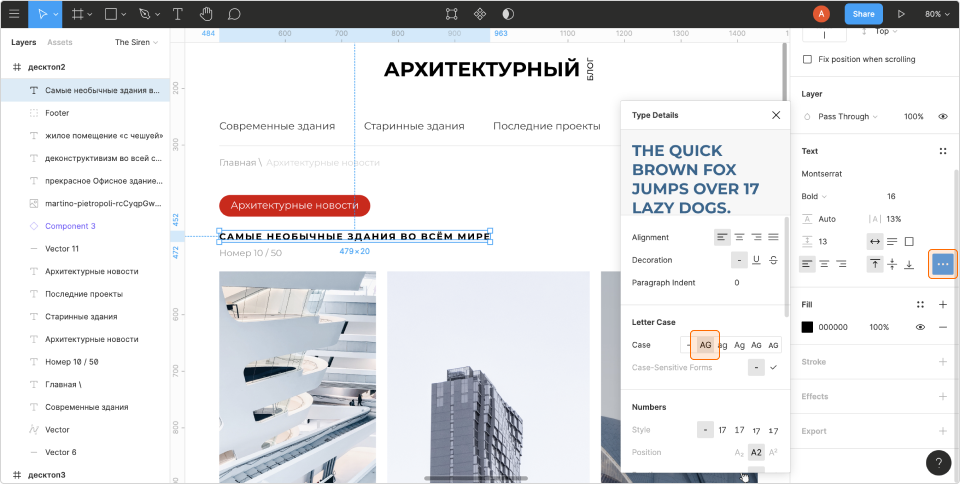 A
Share
80%
Layers
Assets
The Siren
484
600
700
800
900
963
1100
1200
1300
1400
Top
десктоп2
Самые необычные здания в...
Footer
жилое помещение «с чешуей»
деконструктивизм во всей с...
прекрасное Офисное здание...
martino-pietropoli-rcCyqpGw...
Component 3
Vector 11
Архитектурные новости
Последние проекты
Старинные здания
Архитектурные новости
Номер 10 / 50
Главная \
Современные здания
Vector
Vector 6
десктоп3
200
300
452
472
600
700
800
АРХИТЕКТУРНЫЙ
БЛОГ
Современные здания
Старинные здания
Последние проекты
Главная \ Архитектурные новости
Архитектурные новости
САМЫЕ НЕОБЫЧНЫЕ ЗДАНИЯ ВО ВСЁМ МИРЕ
Номер 10 / 50
479 × 20
Type Details
THE QUICK
BROWN FOX
JUMPS OVER 17
LAZY DOGS.
Alignment
Decoration
- U S
Paragraph Indent
0
Letter Case
Case
- AG ag Ag AG AG
Case-Sensitive Forms
-
Numbers
Style
- 17 17 17 17
Position
A₂ A2 A²
Fix position when scrolling
Layer
Pass Through
100%
Text
Montserrat
Bold
16
Auto
|A| 13%
13
...
Fill
000000
100%
Stroke
Effects
Export
?